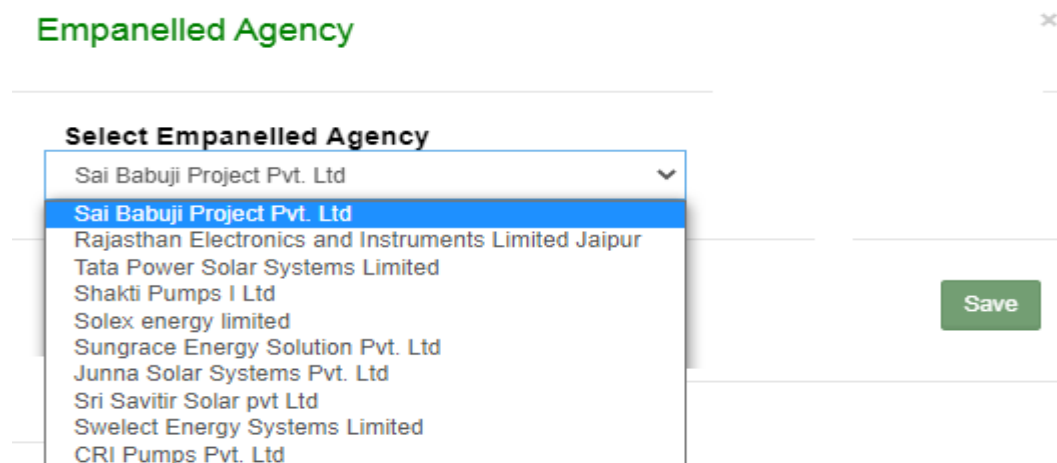 Empanelled Agency
×
Select Empanelled Agency
Sai Babuji Project Pvt. Ltd
Sai Babuji Project Pvt. Ltd
Rajasthan Electronics and Instruments Limited Jaipur
Tata Power Solar Systems Limited
Shakti Pumps I Ltd
Solex energy limited
Save
Sungrace Energy Solution Pvt. Ltd
Junna Solar Systems Pvt. Ltd
Sri Savitir Solar pvt Ltd
Swelect Energy Systems Limited
CRI Pumps Pvt. Ltd